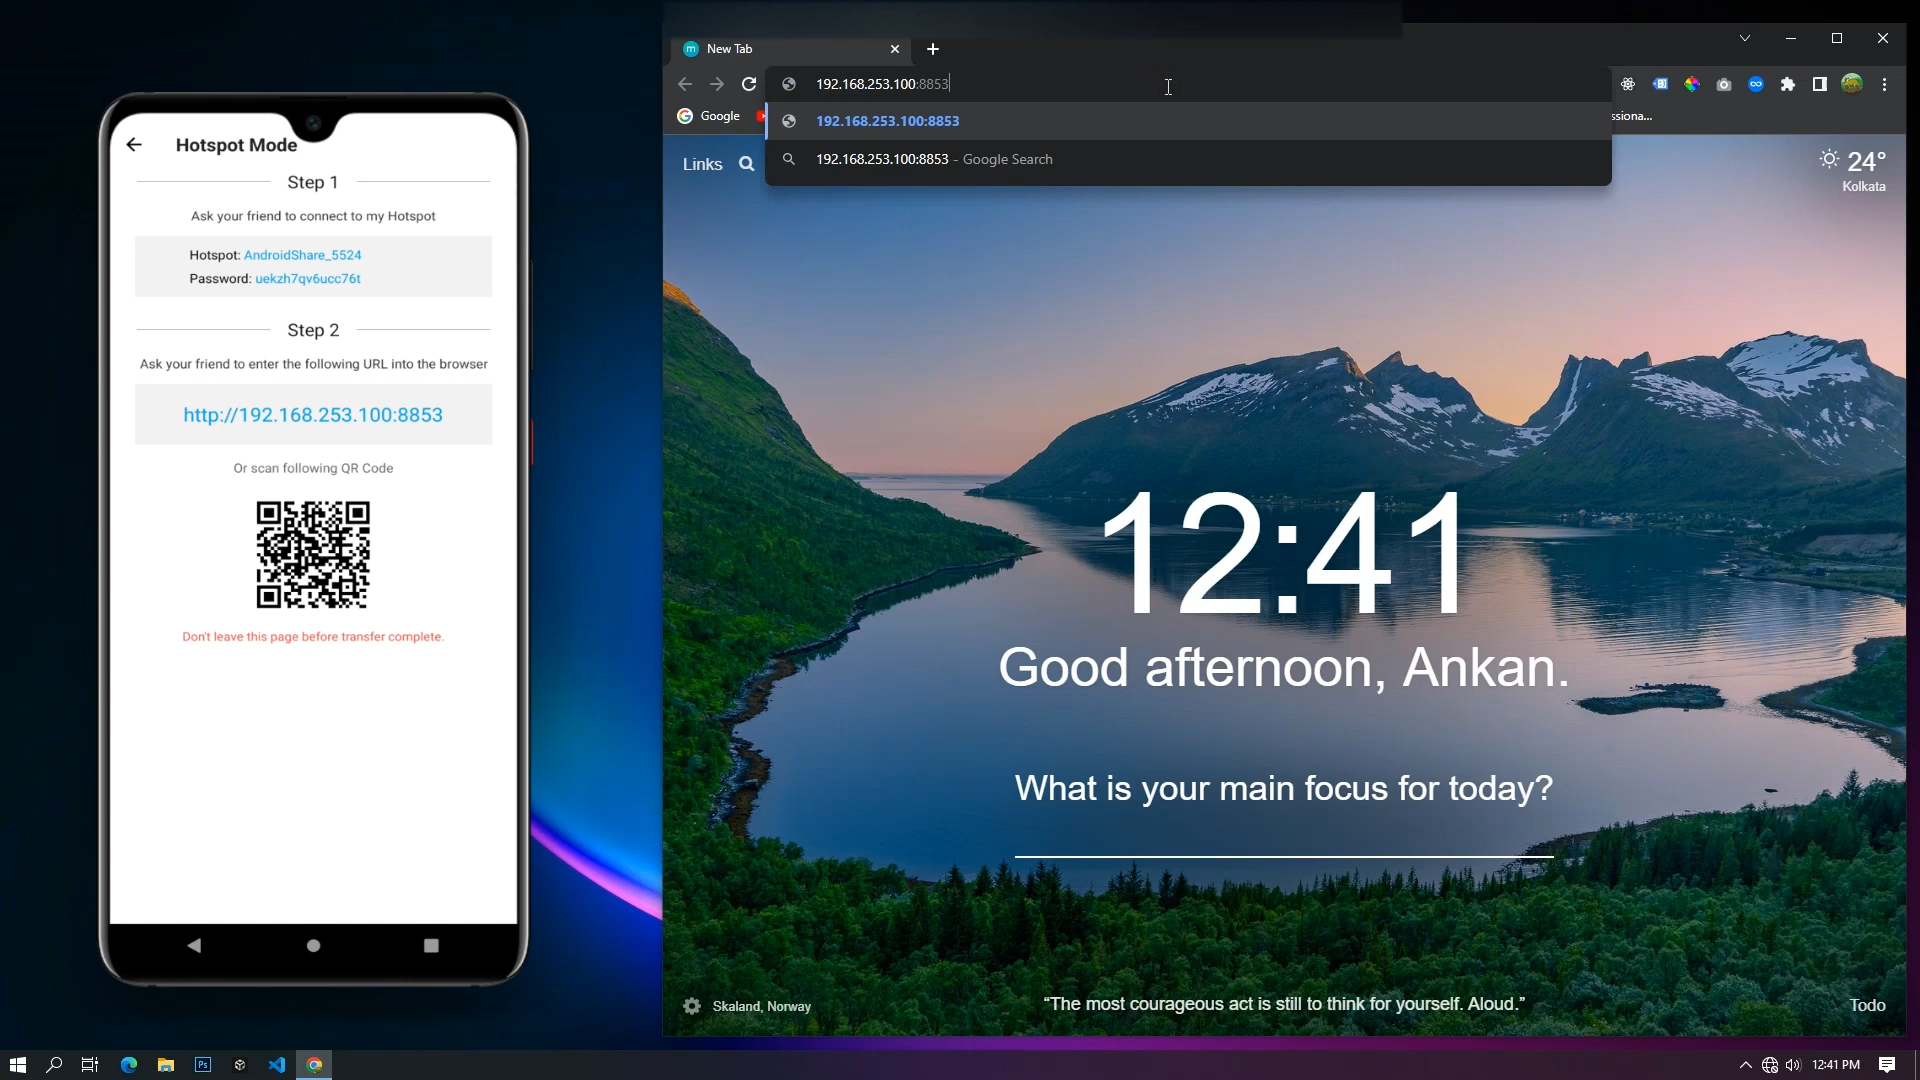 Hotspot Mode
Step 1
Ask your friend to connect to my Hotspot
Hotspot: AndroidShare_5524
Password: uekzh7qv6ucc76t
Step 2
Ask your friend to enter the following URL into the browser
http://192.168.253.100:8853
Or scan following QR Code
Don't leave this page before transfer complete.
New Tab
192.168.253.100:8853
Google
192.168.253.100:8853
ssiona...
192.168.253.100:8853 - Google Search
Links
24°
Kolkata
12:41
Good afternoon, Ankan.
What is your main focus for today?
Skaland, Norway
“The most courageous act is still to think for yourself. Aloud.”
Todo
Ps
12:41 PM